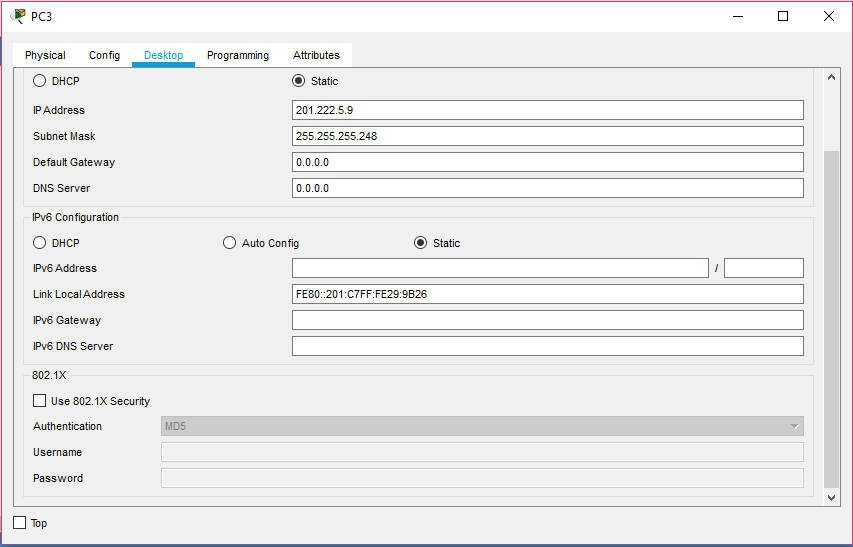 PC3
Physical Config Desktop Programming Attributes
DHCP Static
IP Address 201.222.5.9
Subnet Mask 255.255.255.248
Default Gateway 0.0.0.0
DNS Server 0.0.0.0
IPv6 Configuration
DHCP Auto Config Static
IPv6 Address /
Link Local Address FE80::201:C7FF:FE29:9B26
IPv6 Gateway
IPv6 DNS Server
802.1X
Use 802.1X Security
Authentication MD5
Username
Password
Top